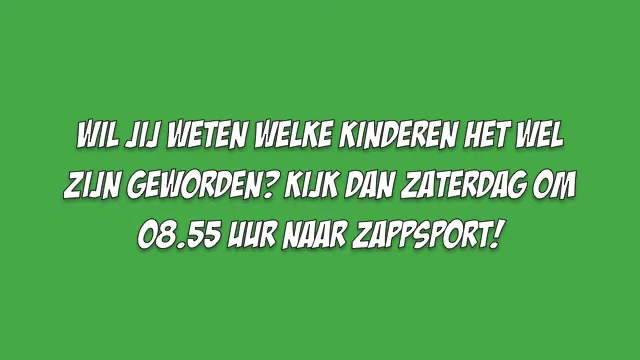 WIL JIJ WETEN WELKE KINDEREN HET WEL
ZIJN GEWORDEN? KIJK DAN ZATERDAG OM
08.55 UUR NAAR ZAPPSPORT!